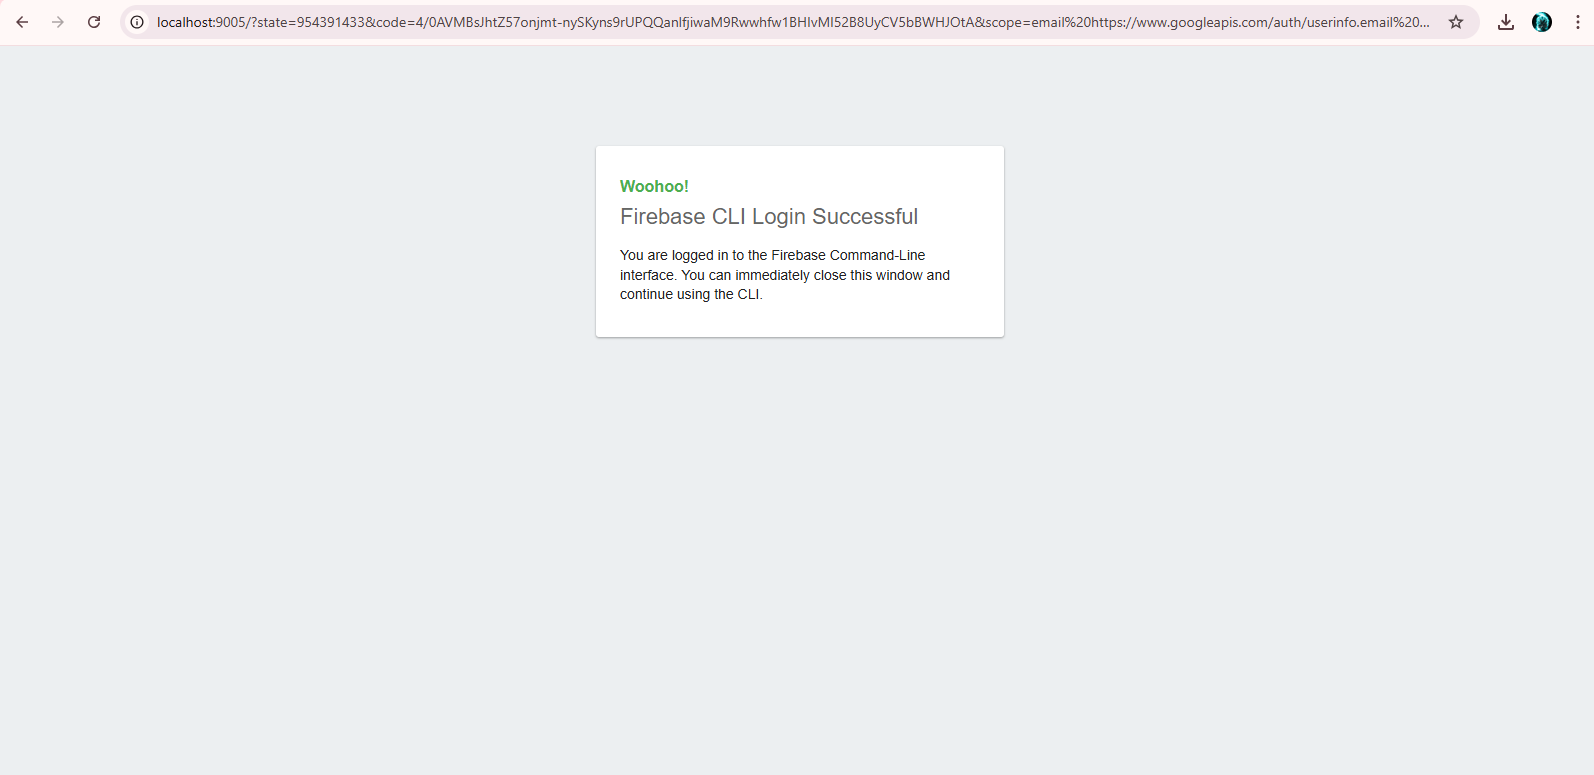 localhost:9005/?state=954391433&code=4/0AVMBsJhtZ57onjmt-nySKyns9rUPQQanlfjiwaM9Rwwhfw1BHIvMI52B8UyCV5bBWHJOtA&scope=email%20https://www.googleapis.com/auth/userinfo.email%20...
Woohoo!
Firebase CLI Login Successful
You are logged in to the Firebase Command-Line
interface. You can immediately close this window and
continue using the CLI.